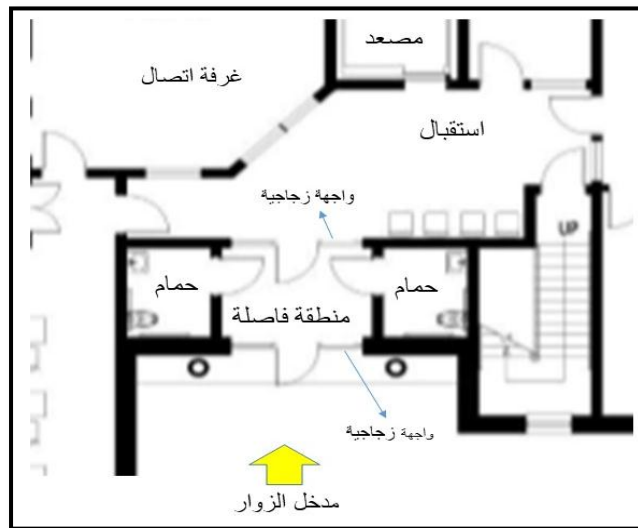 مصعد
غرفة اتصال
استقبال
واجهة زجاجية
UP
حمام
حمام
منطقة فاصلة
واجهة زجاجية
مدخل الزوار